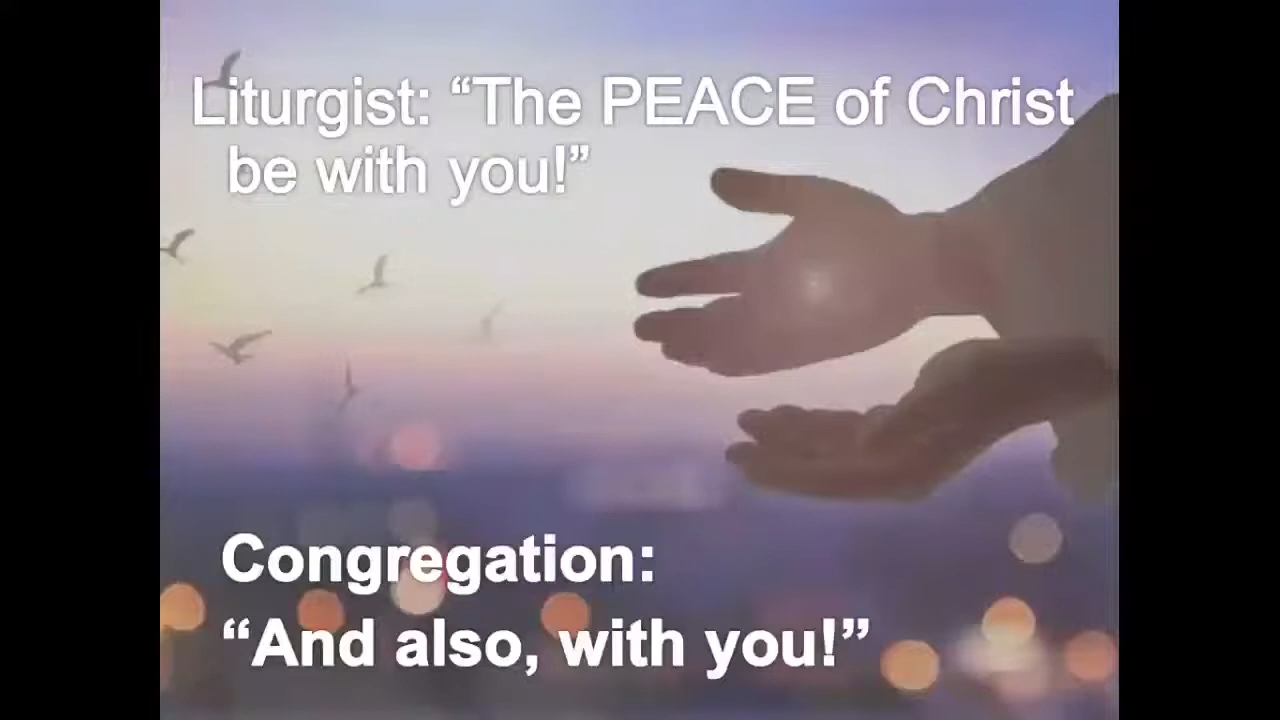 Liturgist: “The PEACE of Christ
be with you!”
Congregation:
“And also, with you!”